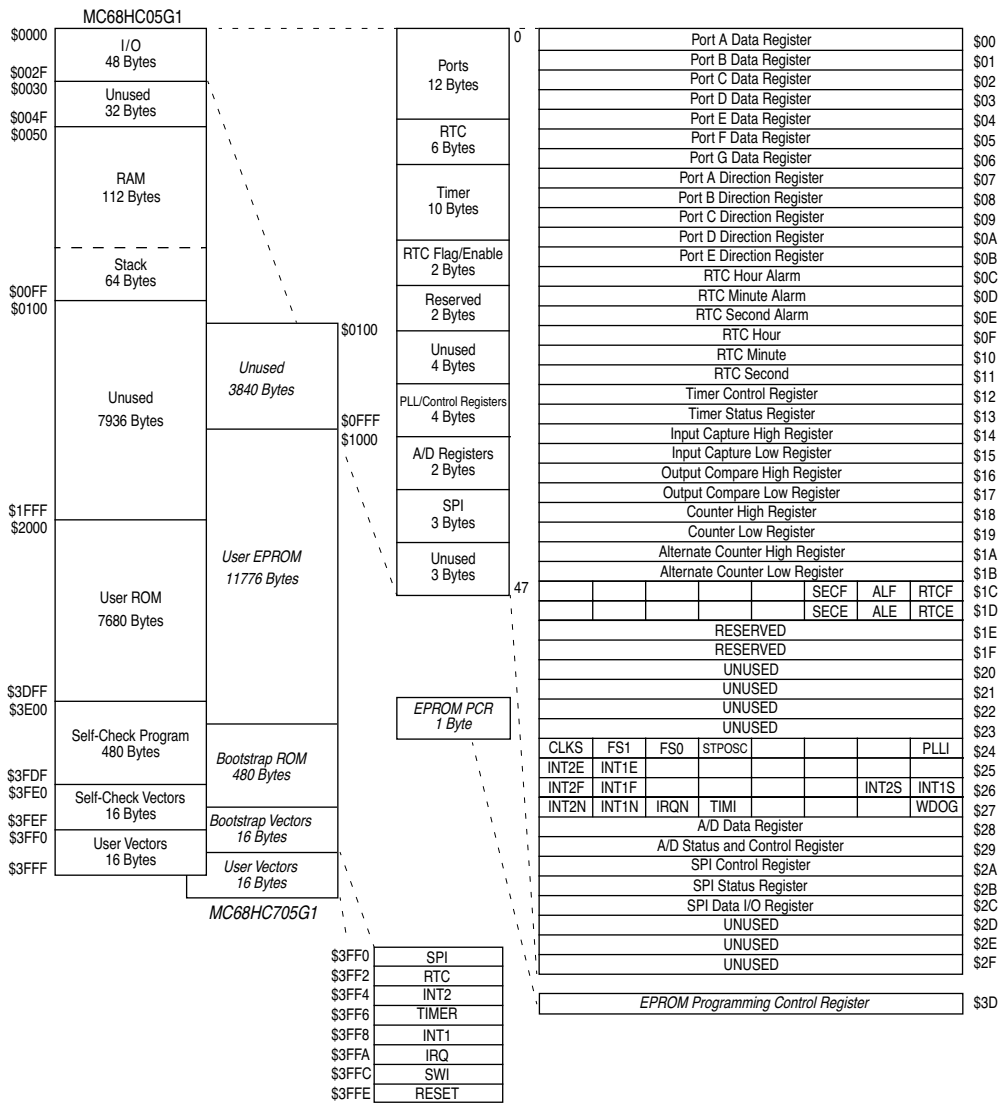 MC68HC05G1
$0000
I/O
48 Bytes
$002F
$0030
Unused
32 Bytes
$004F
$0050
RAM
112 Bytes
Stack
64 Bytes
$00FF
$0100
Unused
7936 Bytes
$1FFF
$2000
User ROM
7680 Bytes
$3DFF
$3E00
Self-Check Program
480 Bytes
$3FDF
$3FE0
Self-Check Vectors
16 Bytes
$3FEF
$3FF0
User Vectors
16 Bytes
$3FFF
$0100
Unused
3840 Bytes
$0FFF
$1000
User EPROM
11776 Bytes
Bootstrap ROM
480 Bytes
Bootstrap Vectors
16 Bytes
User Vectors
16 Bytes
MC68HC705G1
0
Ports
12 Bytes
RTC
6 Bytes
Timer
10 Bytes
RTC Flag/Enable
2 Bytes
Reserved
2 Bytes
Unused
4 Bytes
PLL/Control Registers
4 Bytes
A/D Registers
2 Bytes
SPI
3 Bytes
Unused
3 Bytes
47
EPROM PCR
1 Byte
Port A Data Register $00
Port B Data Register $01
Port C Data Register $02
Port D Data Register $03
Port E Data Register $04
Port F Data Register $05
Port G Data Register $06
Port A Direction Register $07
Port B Direction Register $08
Port C Direction Register $09
Port D Direction Register $0A
Port E Direction Register $0B
RTC Hour Alarm $0C
RTC Minute Alarm $0D
RTC Second Alarm $0E
RTC Hour $0F
RTC Minute $10
RTC Second $11
Timer Control Register $12
Timer Status Register $13
Input Capture High Register $14
Input Capture Low Register $15
Output Compare High Register $16
Output Compare Low Register $17
Counter High Register $18
Counter Low Register $19
Alternate Counter High Register $1A
Alternate Counter Low Register $1B
SECF ALF RTCF $1C
SECE ALE RTCE $1D
RESERVED $1E
RESERVED $1F
UNUSED $20
UNUSED $21
UNUSED $22
UNUSED $23
CLKS FS1 FS0 STPOSC PLLI $24
INT2E INT1E $25
INT2F INT1F INT2S INT1S $26
INT2N INT1N IRQN TIMI WDOG $27
A/D Data Register $28
A/D Status and Control Register $29
SPI Control Register $2A
SPI Status Register $2B
SPI Data I/O Register $2C
UNUSED $2D
UNUSED $2E
UNUSED $2F
EPROM Programming Control Register $3D
$3FF0 SPI
$3FF2 RTC
$3FF4 INT2
$3FF6 TIMER
$3FF8 INT1
$3FFA IRQ
$3FFC SWI
$3FFE RESET